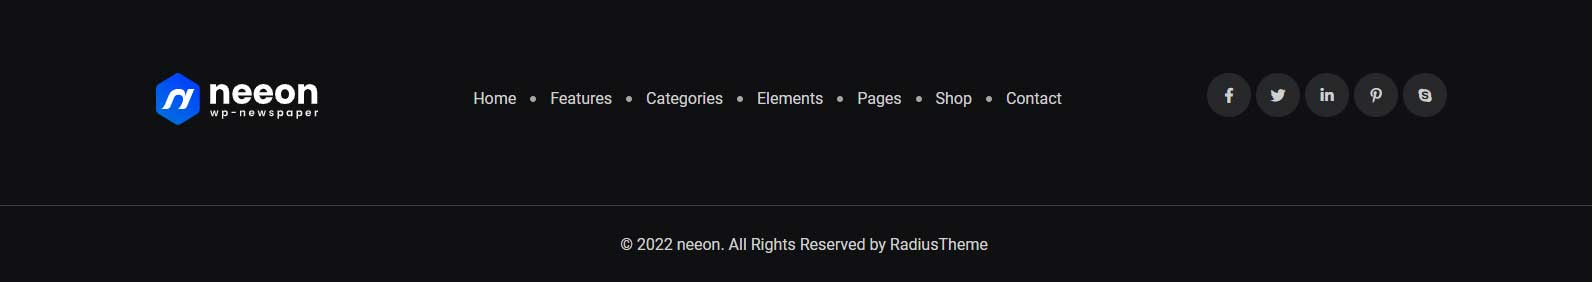 neeon
wp-newspaper
Home • Features • Categories • Elements • Pages • Shop • Contact
© 2022 neeon. All Rights Reserved by RadiusTheme